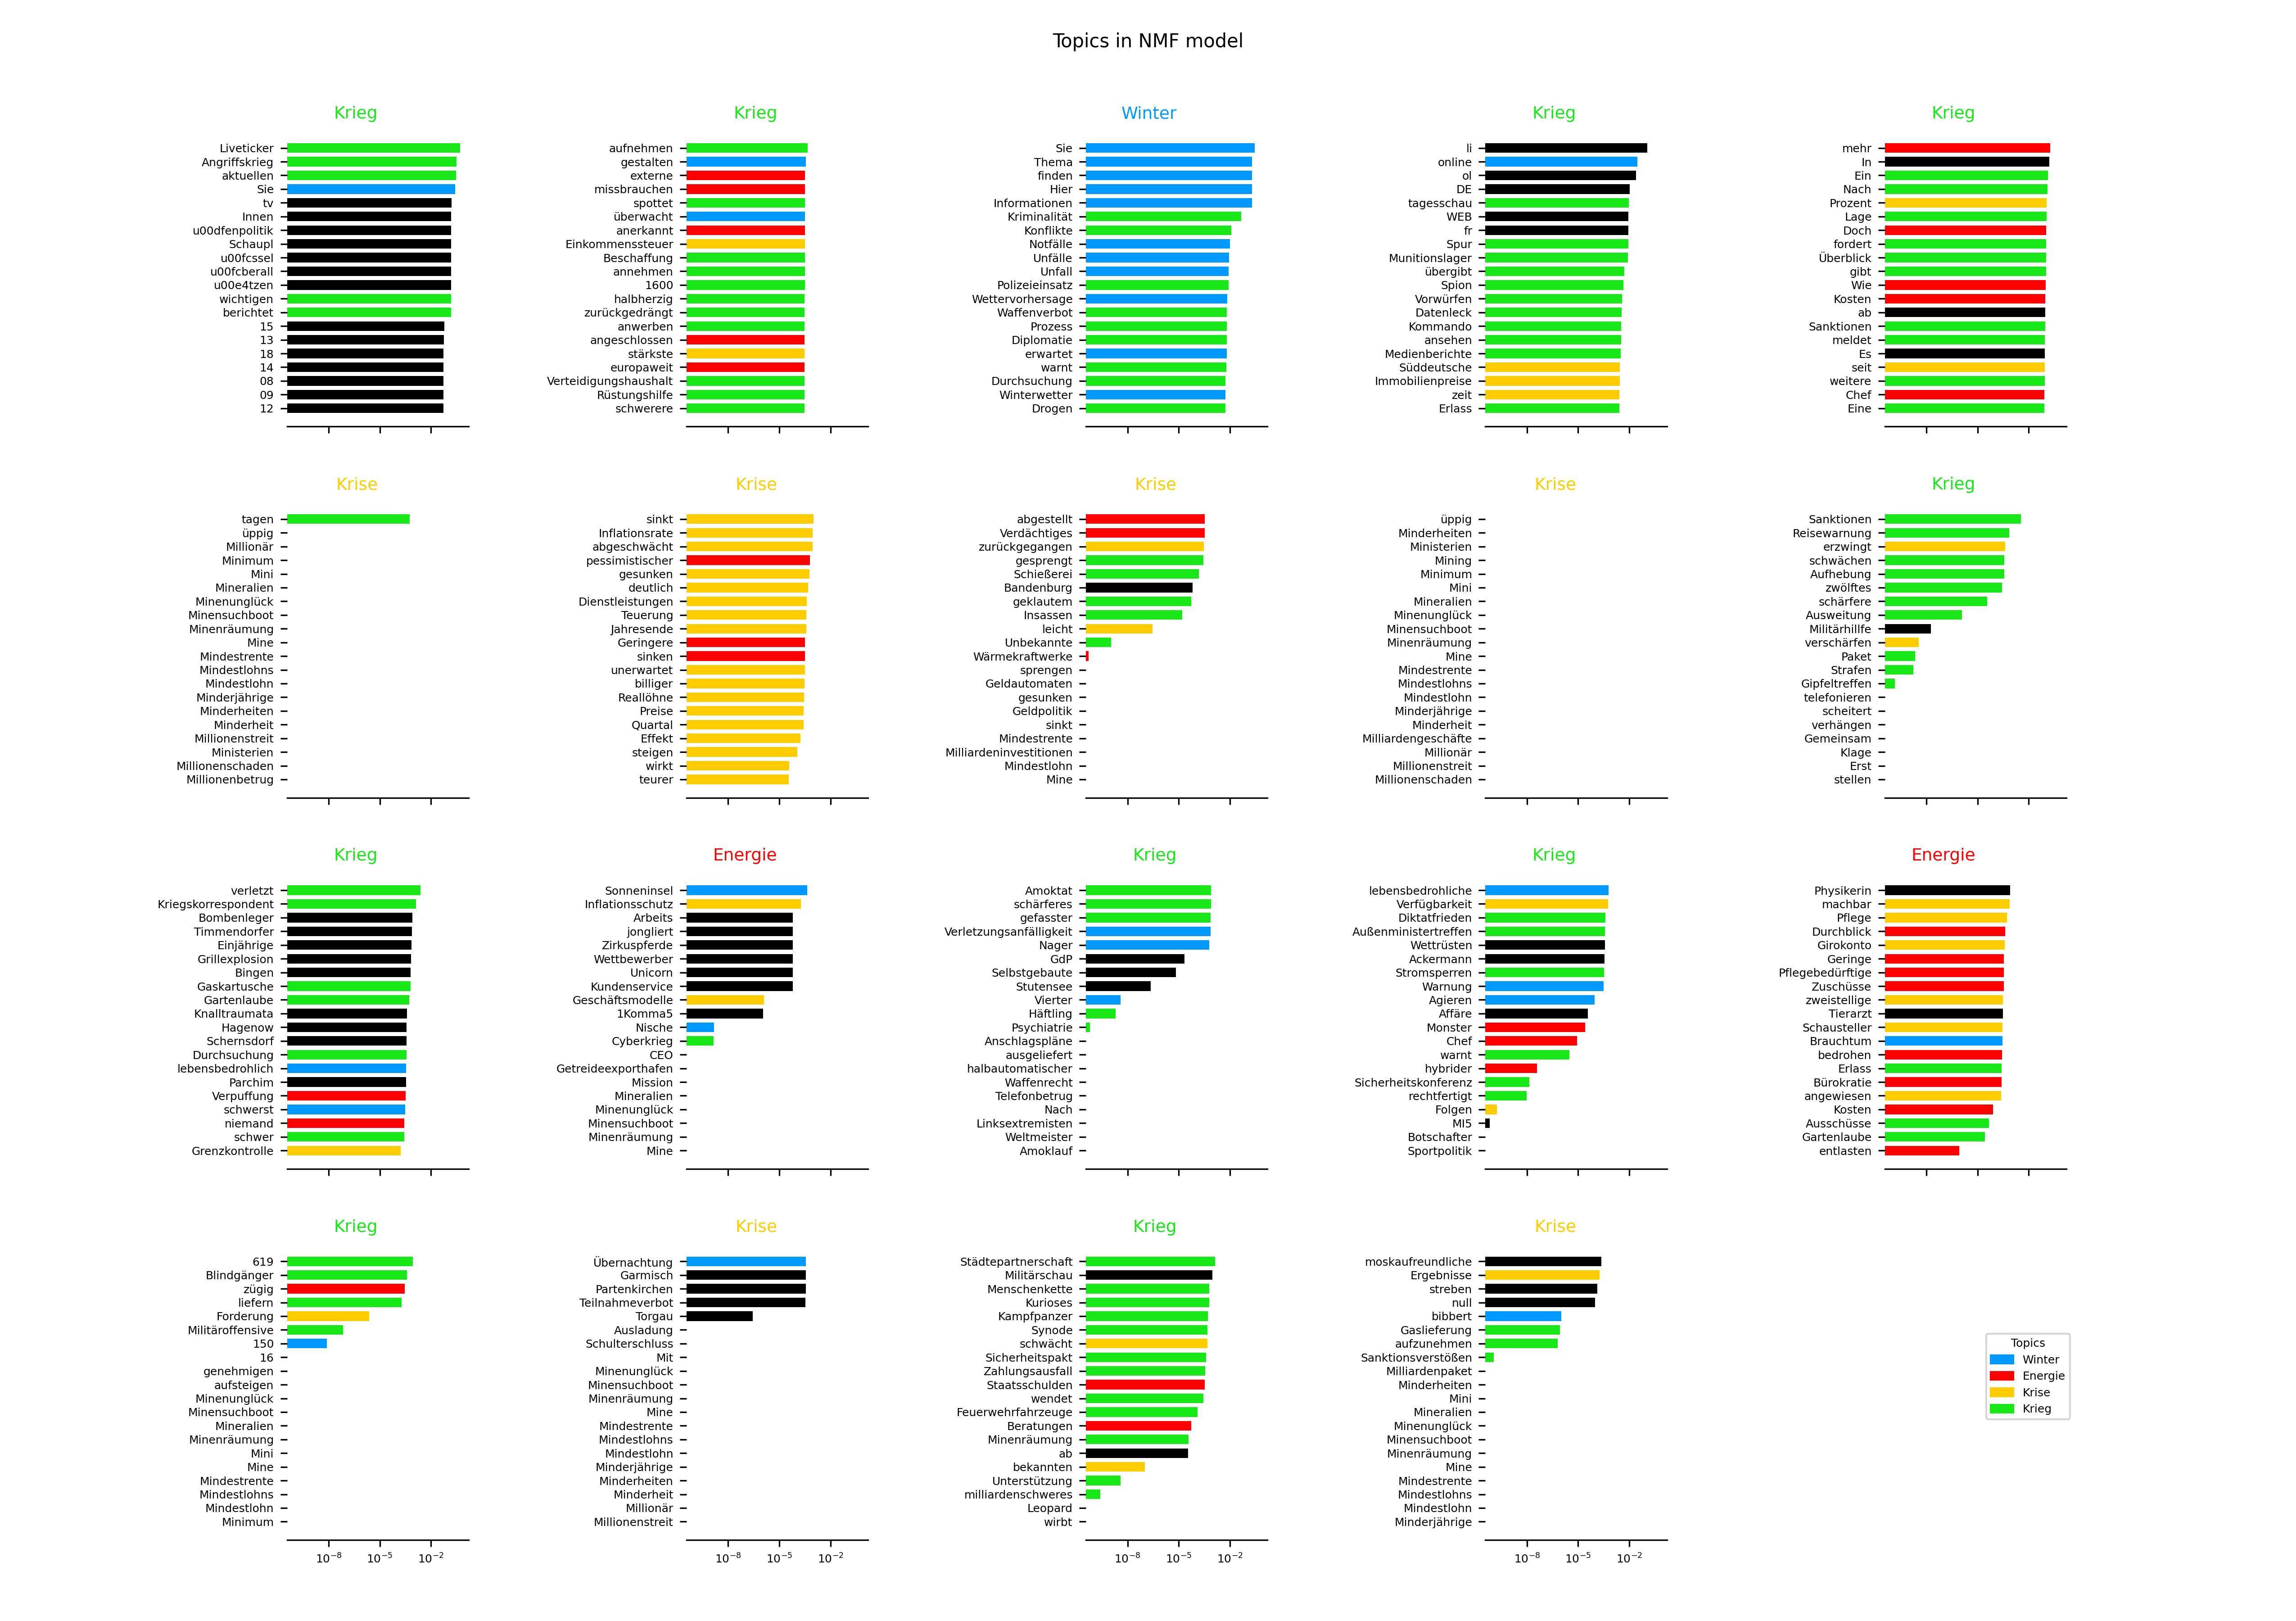 Topics in NMF model
Krieg
Liveticker
Angriffskrieg
aktuellen
Sie
tv
Innen
u00dfenpolitik
Schaupl
u00fcssel
u00fcberall
u00e4tzen
wichtigen
berichtet
15
13
18
14
08
09
12
Krieg
aufnehmen
gestalten
externe
missbrauchen
spottet
überwacht
anerkannt
Einkommenssteuer
Beschaffung
annehmen
1600
halbherzig
zurückgedrängt
anwerben
angeschlossen
stärkste
europaweit
Verteidigungshaushalt
Rüstungshilfe
schwerere
Winter
Sie
Thema
finden
Hier
Informationen
Kriminalität
Konflikte
Notfälle
Unfälle
Unfall
Polizeieinsatz
Wettervorhersage
Waffenverbot
Prozess
Diplomatie
erwartet
warnt
Durchsuchung
Winterwetter
Drogen
Krieg
li
online
ol
DE
tagesschau
WEB
fr
Spur
Munitionslager
übergibt
Spion
Vorwürfen
Datenleck
Kommando
ansehen
Medienberichte
Süddeutsche
Immobilienpreise
zeit
Erlass
Krieg
mehr
In
Ein
Nach
Prozent
Lage
Doch
fordert
Überblick
gibt
Wie
Kosten
ab
Sanktionen
meldet
Es
seit
weitere
Chef
Eine
Krise
tagen
üppig
Millionär
Minimum
Mini
Mineralien
Minenunglück
Minensuchboot
Minenräumung
Mine
Mindestrente
Mindestlohns
Mindestlohn
Minderjährige
Minderheiten
Minderheit
Millionenstreit
Ministerien
Millionenschaden
Millionenbetrug
Krise
sinkt
Inflationsrate
abgeschwächt
pessimistischer
gesunken
deutlich
Dienstleistungen
Teuerung
Jahresende
Geringere
sinken
unerwartet
billiger
Reallöhne
Preise
Quartal
Effekt
steigen
wirkt
teurer
Krise
abgestellt
Verdächtiges
zurückgegangen
gesprengt
Schießerei
Bandenburg
geklautem
Insassen
leicht
Unbekannte
Wärmekraftwerke
sprengen
Geldautomaten
gesunken
Geldpolitik
sinkt
Mindestrente
Milliardeninvestitionen
Mindestlohn
Mine
Krise
üppig
Minderheiten
Ministerien
Mining
Minimum
Mini
Mineralien
Minenunglück
Minensuchboot
Minenräumung
Mine
Mindestrente
Mindestlohns
Mindestlohn
Minderjährige
Minderheit
Milliardengeschäfte
Millionär
Millionenstreit
Millionenschaden
Krieg
Sanktionen
Reisewarnung
erzwingt
schwächen
Aufhebung
zwölftes
schärfere
Ausweitung
Militärhillfe
verschärfen
Paket
Strafen
Gipfeltreffen
telefonieren
scheitert
verhängen
Gemeinsam
Klage
Erst
stellen
Krieg
verletzt
Kriegskorrespondent
Bombenleger
Timmendorfer
Einjährige
Grillexplosion
Bingen
Gaskartusche
Gartenlaube
Knalltraumata
Hagenow
Schernsdorf
Durchsuchung
lebensbedrohlich
Parchim
Verpuffung
schwerst
niemand
schwer
Grenzkontrolle
Energie
Sonneninsel
Inflationsschutz
Arbeits
jongliert
Zirkuspferde
Wettbewerber
Unicorn
Kundenservice
Geschäftsmodelle
1Komma5
Nische
Cyberkrieg
CEO
Getreideexporthafen
Mission
Mineralien
Minenunglück
Minensuchboot
Minenräumung
Mine
Krieg
Amoktat
schärferes
gefasster
Verletzungsanfälligkeit
Nager
GdP
Selbstgebaute
Stutensee
Vierter
Häftling
Psychiatrie
Anschlagspläne
ausgeliefert
halbautomatischer
Waffenrecht
Telefonbetrug
Nach
Linksextremisten
Weltmeister
Amoklauf
Krieg
lebensbedrohliche
Verfügbarkeit
Diktatfrieden
Außenministertreffen
Wettrüsten
Ackermann
Stromsperren
Warnung
Agieren
Affäre
Monster
Chef
warnt
hybrider
Sicherheitskonferenz
rechtfertigt
Folgen
MI5
Botschafter
Sportpolitik
Energie
Physikerin
machbar
Pflege
Durchblick
Girokonto
Geringe
Pflegebedürftige
Zuschüsse
zweistellige
Tierarzt
Schausteller
Brauchtum
bedrohen
Erlass
Bürokratie
angewiesen
Kosten
Ausschüsse
Gartenlaube
entlasten
Krieg
619
Blindgänger
zügig
liefern
Forderung
Militäroffensive
150
16
genehmigen
aufsteigen
Minenunglück
Minensuchboot
Mineralien
Minenräumung
Mini
Mine
Mindestrente
Mindestlohns
Mindestlohn
Minimum
10⁻⁸ 10⁻⁵ 10⁻²
Krise
Übernachtung
Garmisch
Partenkirchen
Teilnahmeverbot
Torgau
Ausladung
Schulterschluss
Mit
Minenunglück
Minensuchboot
Minenräumung
Mine
Mindestrente
Mindestlohns
Mindestlohn
Minderjährige
Minderheiten
Minderheit
Millionär
Millionenstreit
10⁻⁸ 10⁻⁵ 10⁻²
Krieg
Städtepartnerschaft
Militärschau
Menschenkette
Kurioses
Kampfpanzer
Synode
schwächt
Sicherheitspakt
Zahlungsausfall
Staatsschulden
wendet
Feuerwehrfahrzeuge
Beratungen
Minenräumung
ab
bekannten
Unterstützung
milliardenschweres
Leopard
wirbt
10⁻⁸ 10⁻⁵ 10⁻²
Krise
moskaufreundliche
Ergebnisse
streben
null
bibbert
Gaslieferung
aufzunehmen
Sanktionsverstößen
Milliardenpaket
Minderheiten
Mini
Mineralien
Minenunglück
Minensuchboot
Minenräumung
Mine
Mindestrente
Mindestlohns
Mindestlohn
Minderjährige
10⁻⁸ 10⁻⁵ 10⁻²
Topics
Winter
Energie
Krise
Krieg